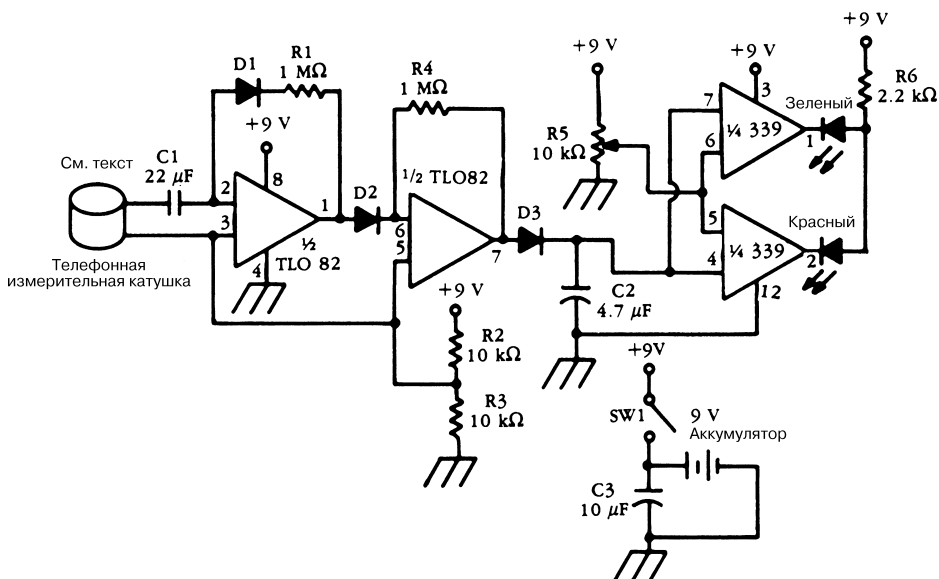 +9 V
+9 V
+9 V
R1
1 MΩ
R4
1 MΩ
D1
R6
2.2 kΩ
3
7
Зеленый
+9 V
1/4 339
R5
10 kΩ
6
1
См. текст
C1
22 µF
8
1/2 TLO82
2
D2
3
1
6
5
D3
7
5
Красный
1/2
TLO 82
4
1/4 339
4
2
12
Телефонная
измерительная катушка
+9 V
C2
4.7 µF
R2
10 kΩ
+9V
R3
10 kΩ
SW1
9 V
Аккумулятор
C3
10 µF